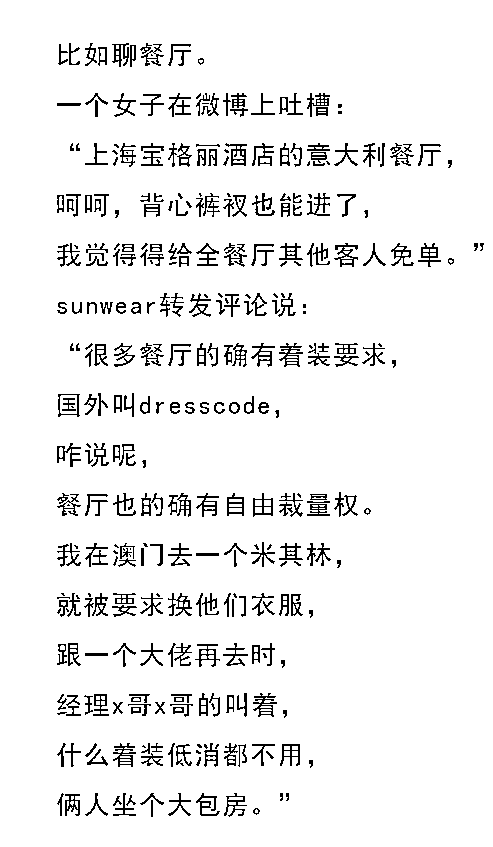 比如聊餐厅。
一个女子在微博上吐槽：
“上海宝格丽酒店的意大利餐厅，
呵呵，背心裤衩也能进了，
我觉得得给全餐厅其他客人免单。”
sunwear转发评论说：
“很多餐厅的确有着装要求，
国外叫dresscode，
咋说呢，
餐厅也的确有自由裁量权。
我在澳门去一个米其林，
就被要求换他们衣服，
跟一个大佬再去时，
经理x哥x哥的叫着，
什么着装低消都不用，
俩人坐个大包房。”